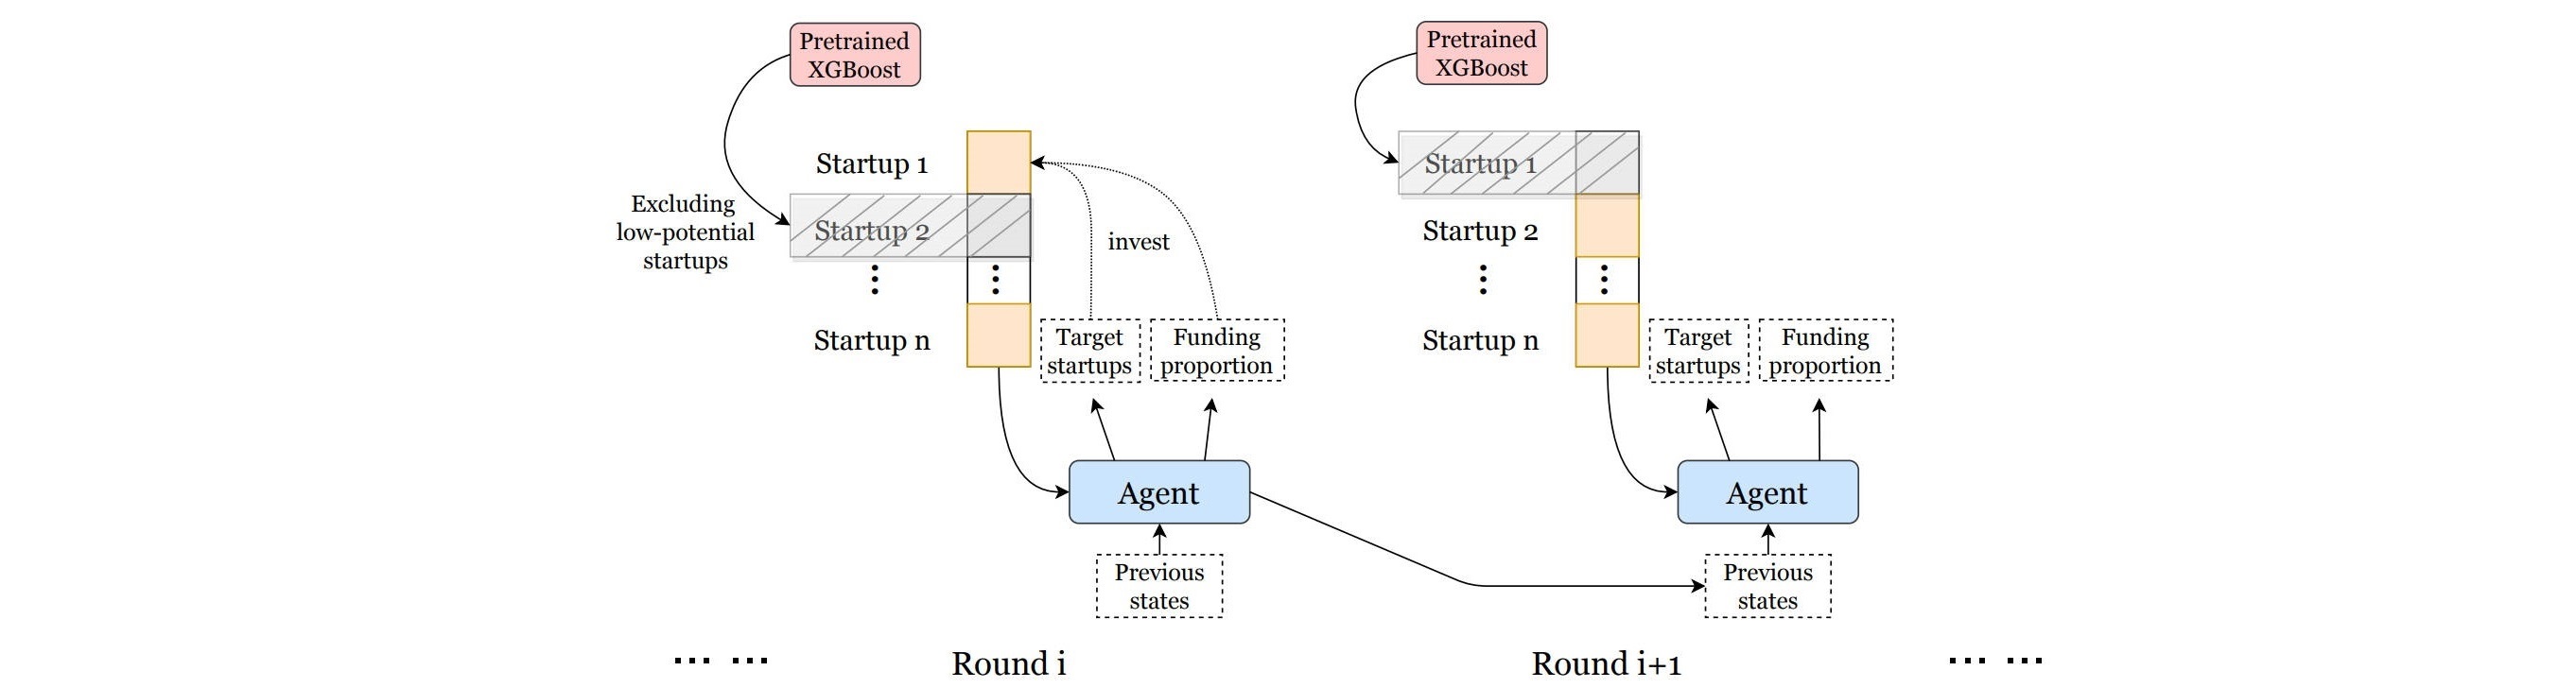 Pretrained
XGBoost
Startup 1
Excluding
low-potential
startups
Startup 2
invest
Startup n
Target
startups
Funding
proportion
Agent
Previous
states
Round i
Pretrained
XGBoost
Startup 1
Startup 2
Startup n
Target
startups
Funding
proportion
Agent
Previous
states
Round i+1